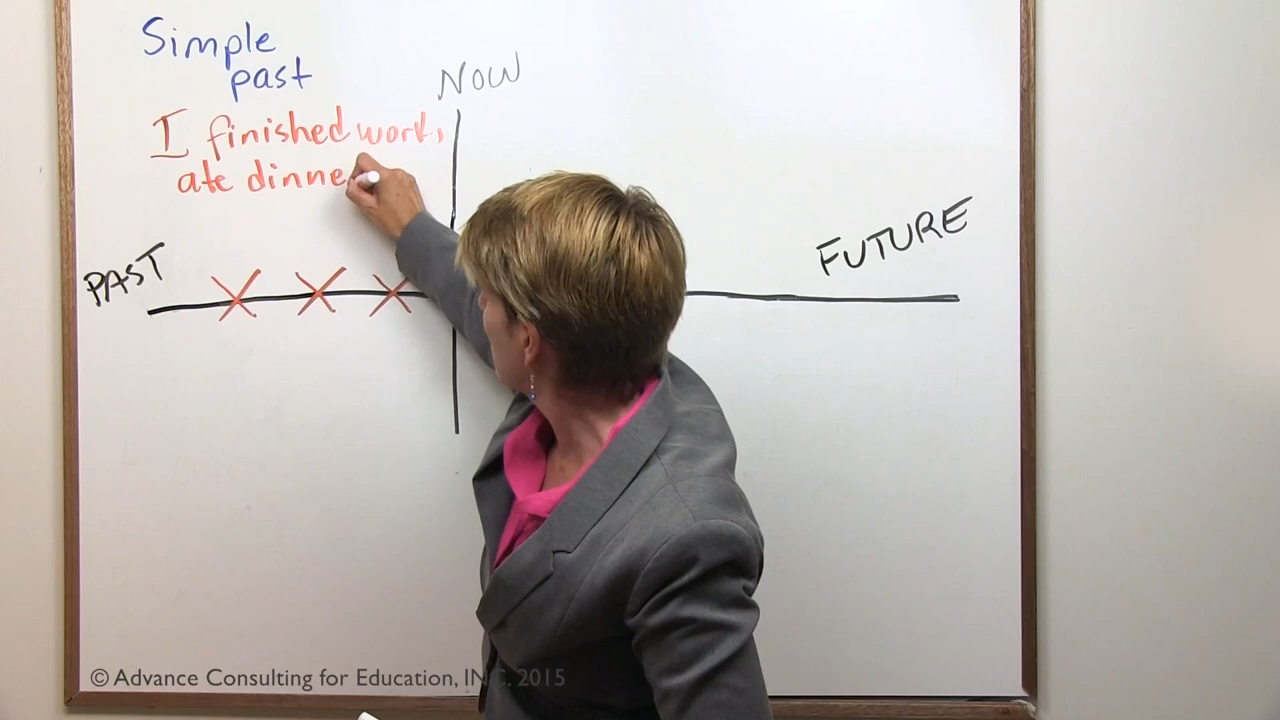 Simple
past
NOW
I finished work,
ate dinne
PAST
FUTURE
© Advance Consulting for Education, INC. 2015